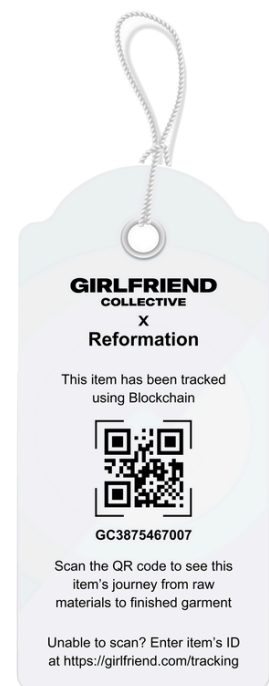 GIRLFRIEND
COLLECTIVE
x
Reformation
This item has been tracked
using Blockchain
GC3875467007
Scan the QR code to see this
item's journey from raw
materials to finished garment
Unable to scan? Enter item's ID
at https://girlfriend.com/tracking